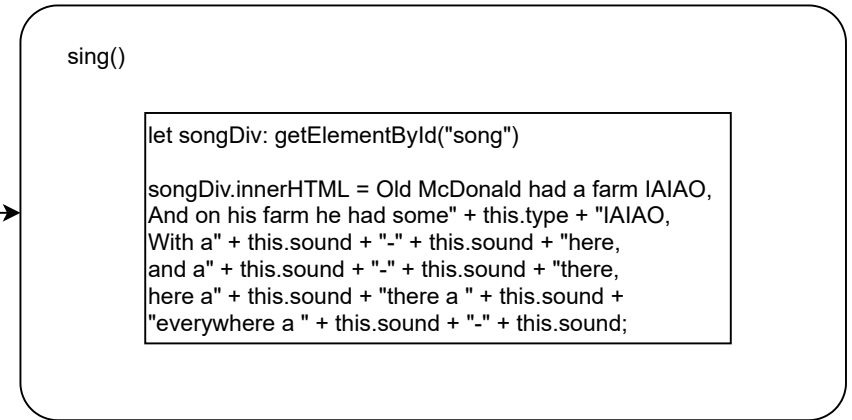 sing()
let songDiv: getElementById("song")
songDiv.innerHTML = Old McDonald had a farm IAIAO,
And on his farm he had some" + this.type + "IAIAO,
With a" + this.sound + "-" + this.sound + "here,
and a" + this.sound + "-" + this.sound + "there,
here a" + this.sound + "there a " + this.sound +
"everywhere a " + this.sound + "-" + this.sound;